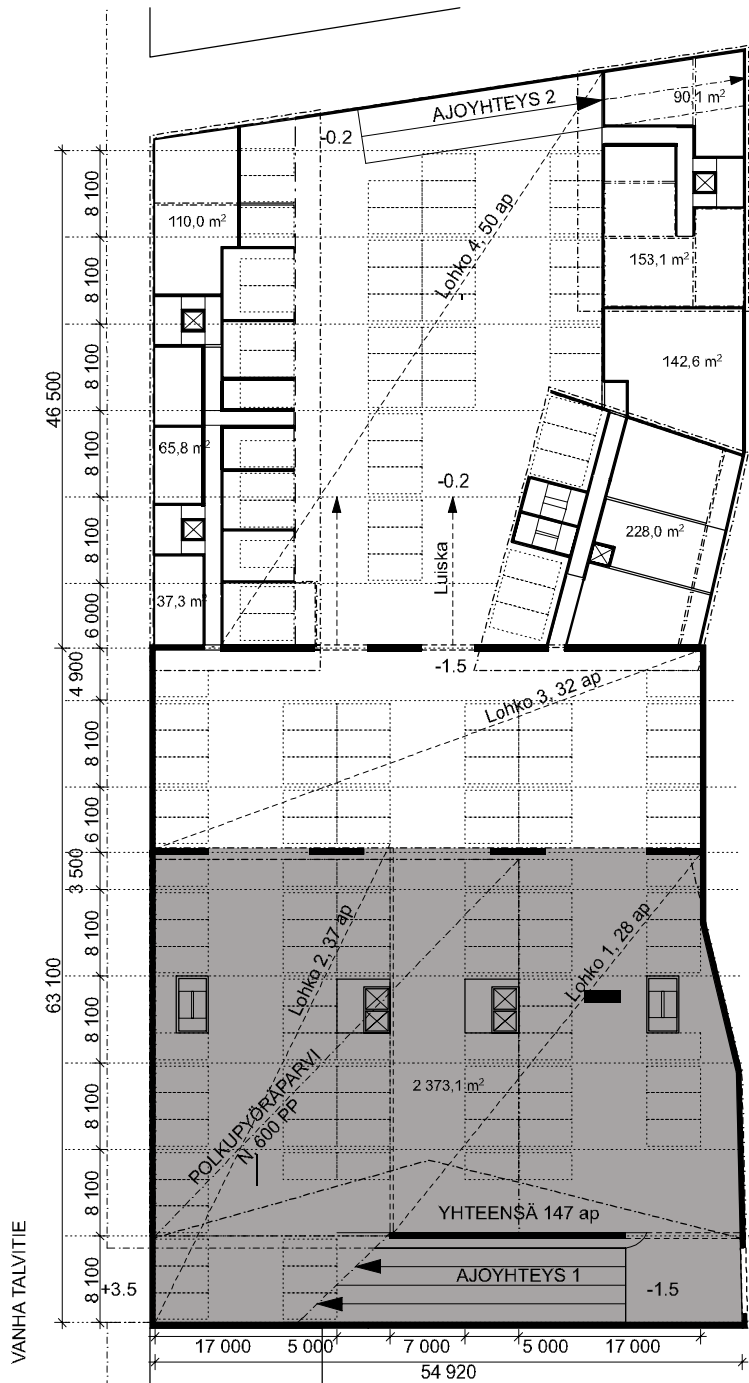 AJOYHTEYS 2
90,1 m²
-0.2
110,0 m²
Lohko 4, 50 ap
153,1 m²
142,6 m²
65,8 m²
-0.2
228,0 m²
Luiska
37,3 m²
-1.5
Lohko 3, 32 ap
Lohko 2, 37 ap
Lohko 1, 28 ap
POLKUPYÖRÄPARVI
N. 600 PP
2 373,1 m²
YHTEENSÄ 147 ap
AJOYHTEYS 1
-1.5
+3.5
VANHA TALVITIE
46 500
63 100
8 100
8 100
8 100
8 100
8 100
6 000
4 900
8 100
6 100
3 500
8 100
8 100
8 100
8 100
8 100
17 000 5 000 7 000 5 000 17 000
54 920